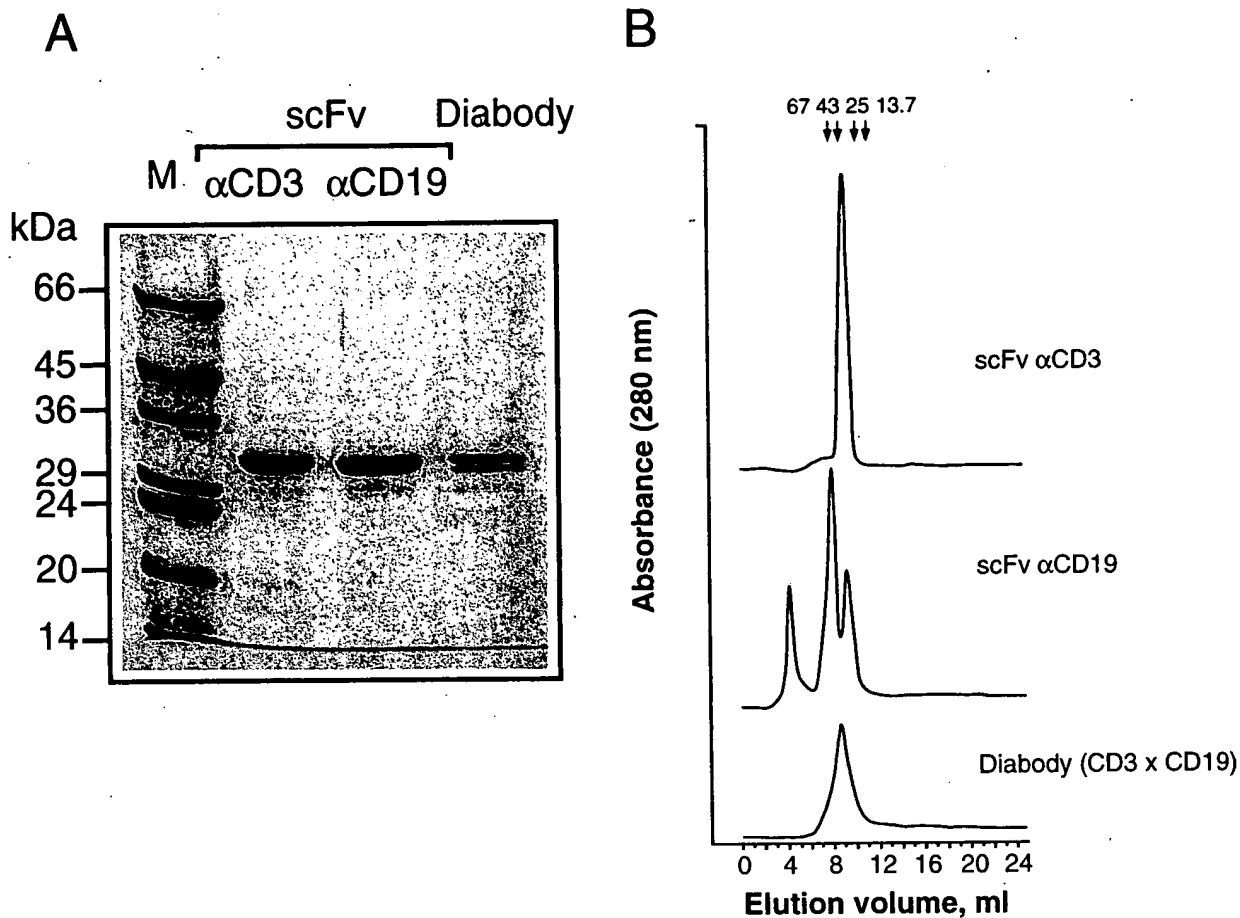 A
scFv Diabody
M αCD3 αCD19
kDa
66
45
36
29
24
20
14
B
67 43 25 13.7
Absorbance (280 nm)
scFv αCD3
scFv αCD19
Diabody (CD3 x CD19)
0 4 8 12 16 20 24
Elution volume, ml